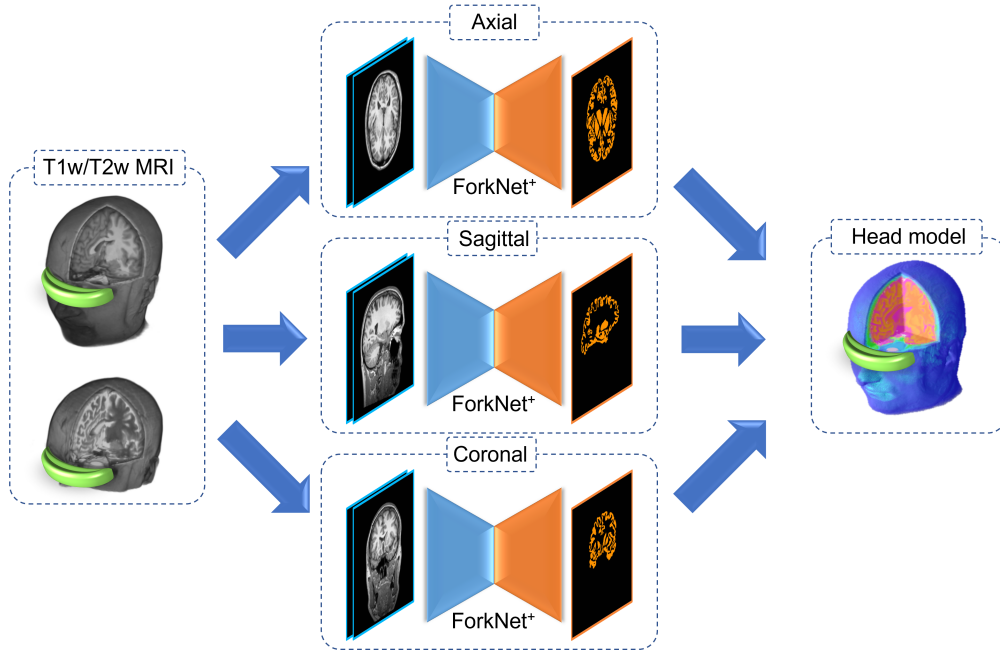 Axial
ForkNet+
T1w/T2w MRI
Sagittal
ForkNet+
Head model
Coronal
ForkNet+